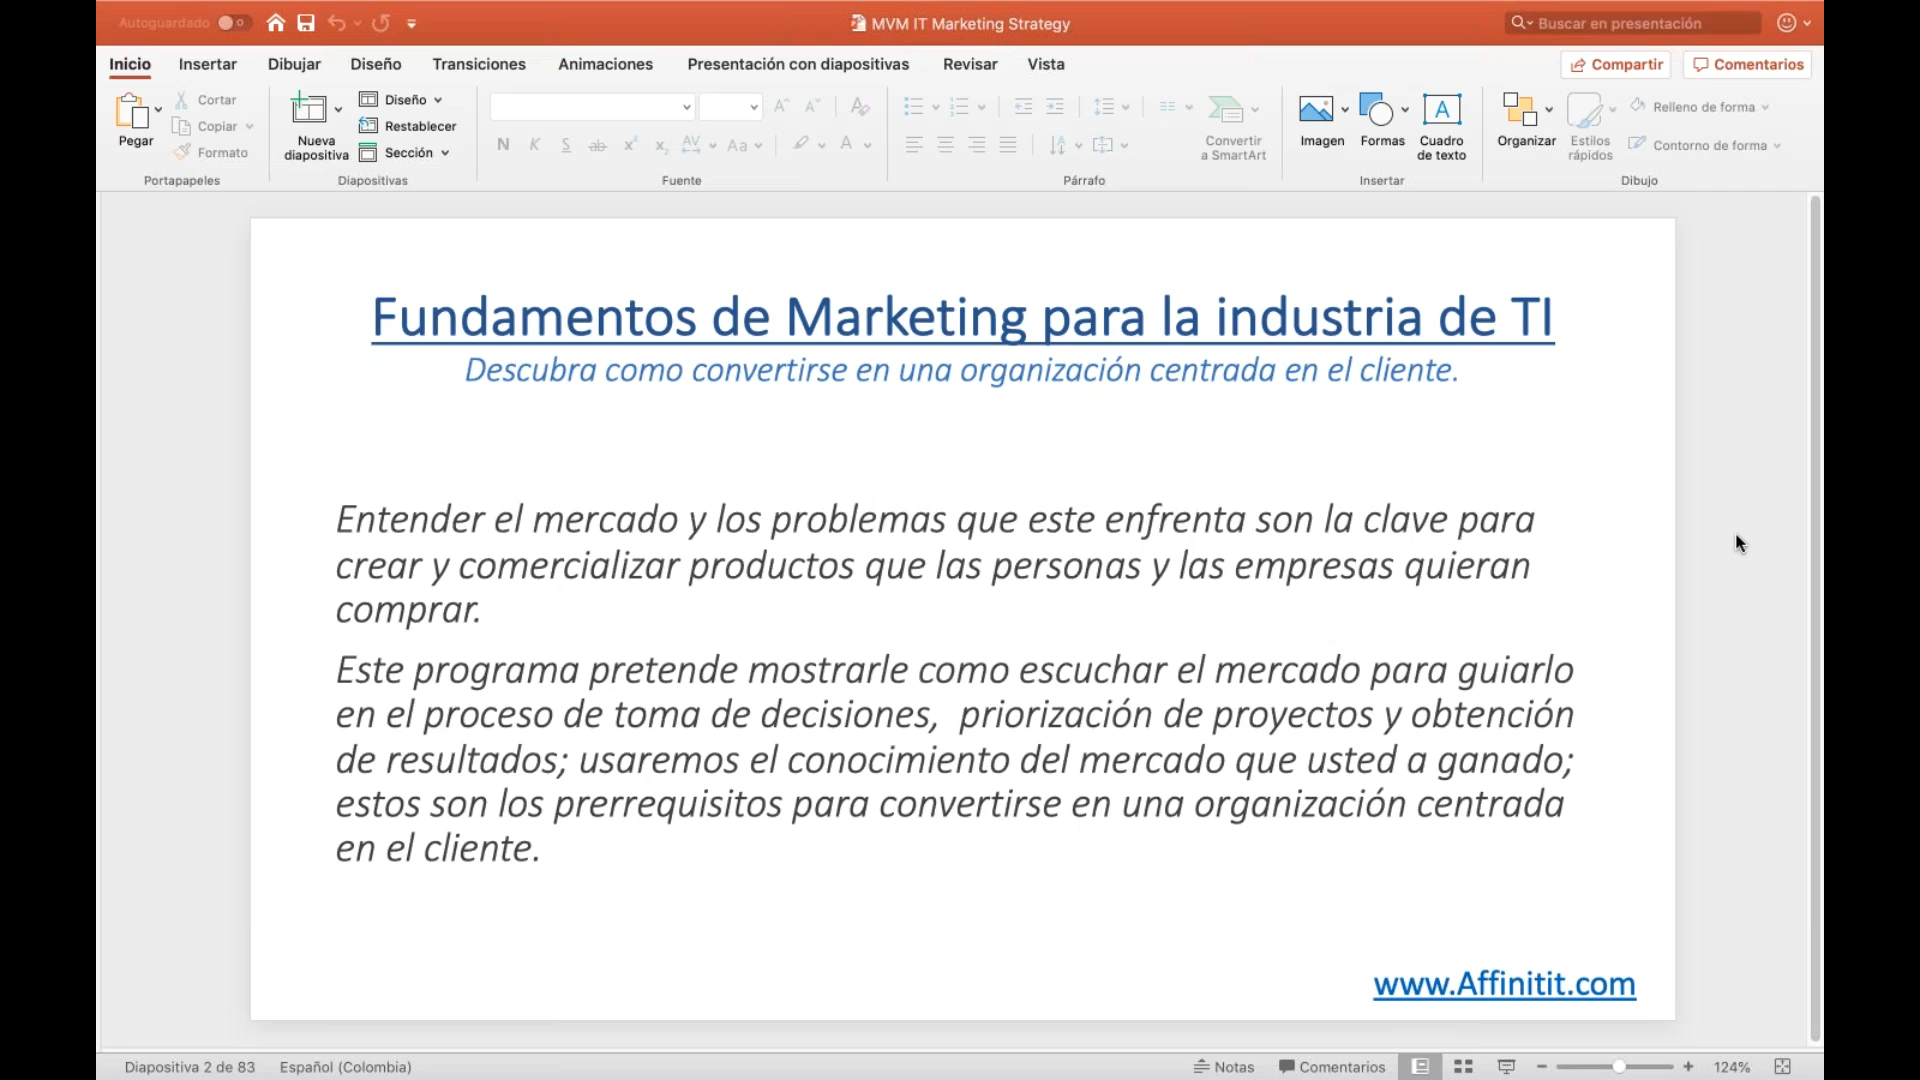 Autoguardado
MVM IT Marketing Strategy
Buscar en presentación
Inicio Insertar Dibujar Diseño Transiciones Animaciones Presentación con diapositivas Revisar Vista Compartir Comentarios
Pegar
Cortar
Copiar
Formato
Portapapeles
Nueva diapositiva
Diseño
Restablecer
Sección
Diapositivas
N K S ab x² x₂ AV Aa A
Fuente
Convertir a SmartArt
Párrafo
Imagen
Formas
Cuadro de texto
Insertar
Organizar
Estilos rápidos
Relleno de forma
Contorno de forma
Dibujo
Fundamentos de Marketing para la industria de TI
Descubra como convertirse en una organización centrada en el cliente.
Entender el mercado y los problemas que este enfrenta son la clave para
crear y comercializar productos que las personas y las empresas quieran
comprar.
Este programa pretende mostrarle como escuchar el mercado para guiarlo
en el proceso de toma de decisiones,  priorización de proyectos y obtención
de resultados; usaremos el conocimiento del mercado que usted a ganado;
estos son los prerrequisitos para convertirse en una organización centrada
en el cliente.
www.Affinitit.com
Diapositiva 2 de 83 Español (Colombia) Notas Comentarios 124%